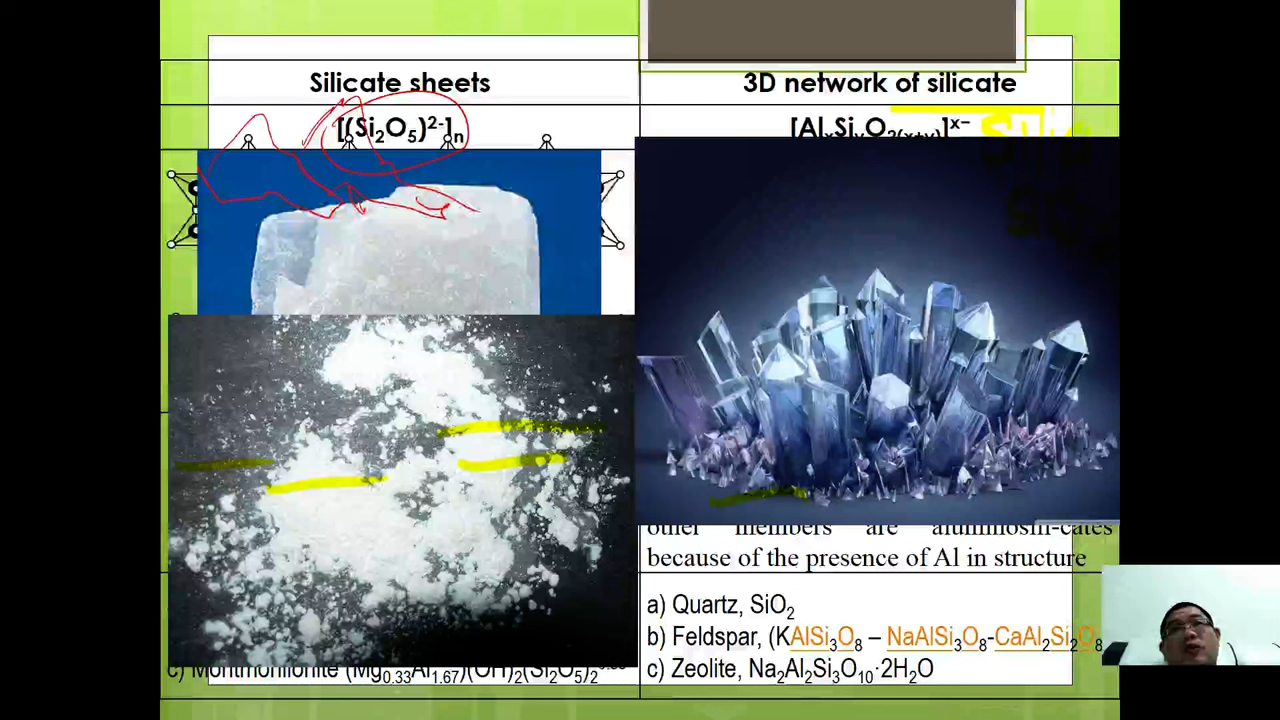 Silicate sheets
3D network of silicate
[(Si₂O₅)²⁻]ₙ
[AlₓSiᵧO₂₍ₓ₊ᵧ₎]ˣ⁻
other members are aluminosili-cates
because of the presence of Al in structure
a) Quartz, SiO₂
b) Feldspar, (KAlSi₃O₈ – NaAlSi₃O₈-CaAl₂Si₂O₈
c) Zeolite, Na₂Al₂Si₃O₁₀·2H₂O
c) Montmorillonite (Mg₀.₃₃Al₁.₆₇)(OH)₂(Si₂O₅)₂